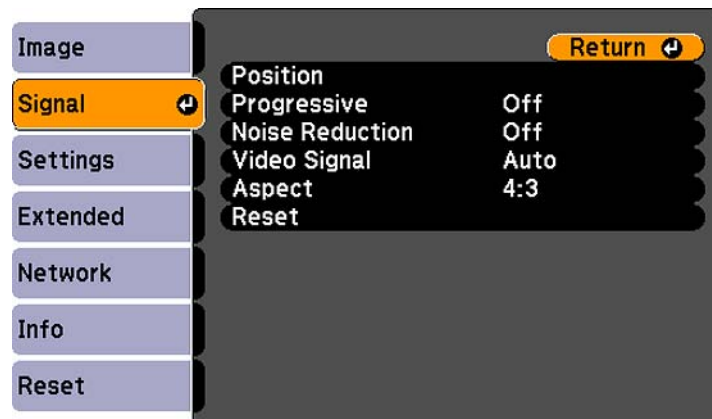 Image
Signal
Settings
Extended
Network
Info
Reset
Return
Position
Progressive Off
Noise Reduction Off
Video Signal Auto
Aspect 4:3
Reset